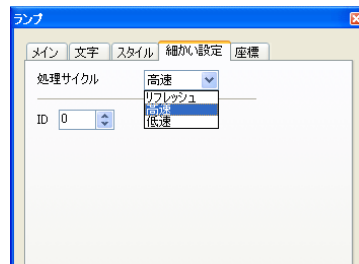 ランプ
メイン 文字 スタイル 細かい設定 座標
処理サイクル 高速
リフレッシュ
高速
低速
ID 0